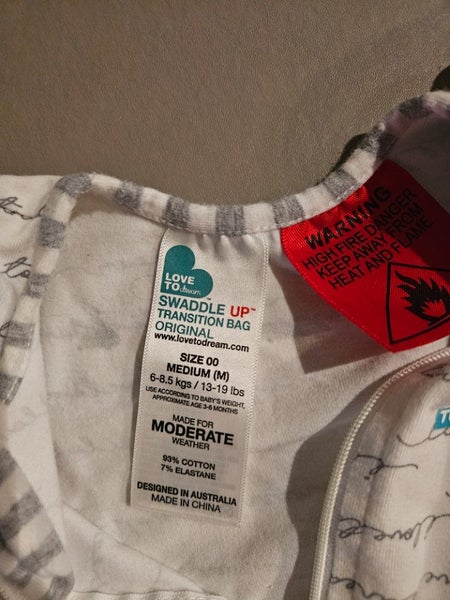 LOVE
TO dream
SWADDLE UP™
TRANSITION BAG
ORIGINAL
www.lovetodream.com
SIZE 00
MEDIUM (M)
6-8.5 kgs / 13-19 lbs
USE ACCORDING TO BABY'S WEIGHT,
APPROXIMATE AGE 3-6 MONTHS
MADE FOR
MODERATE
WEATHER
93% COTTON
7% ELASTANE
DESIGNED IN AUSTRALIA
MADE IN CHINA
WARNING
HIGH FIRE DANGER
KEEP AWAY FROM
HEAT AND FLAME